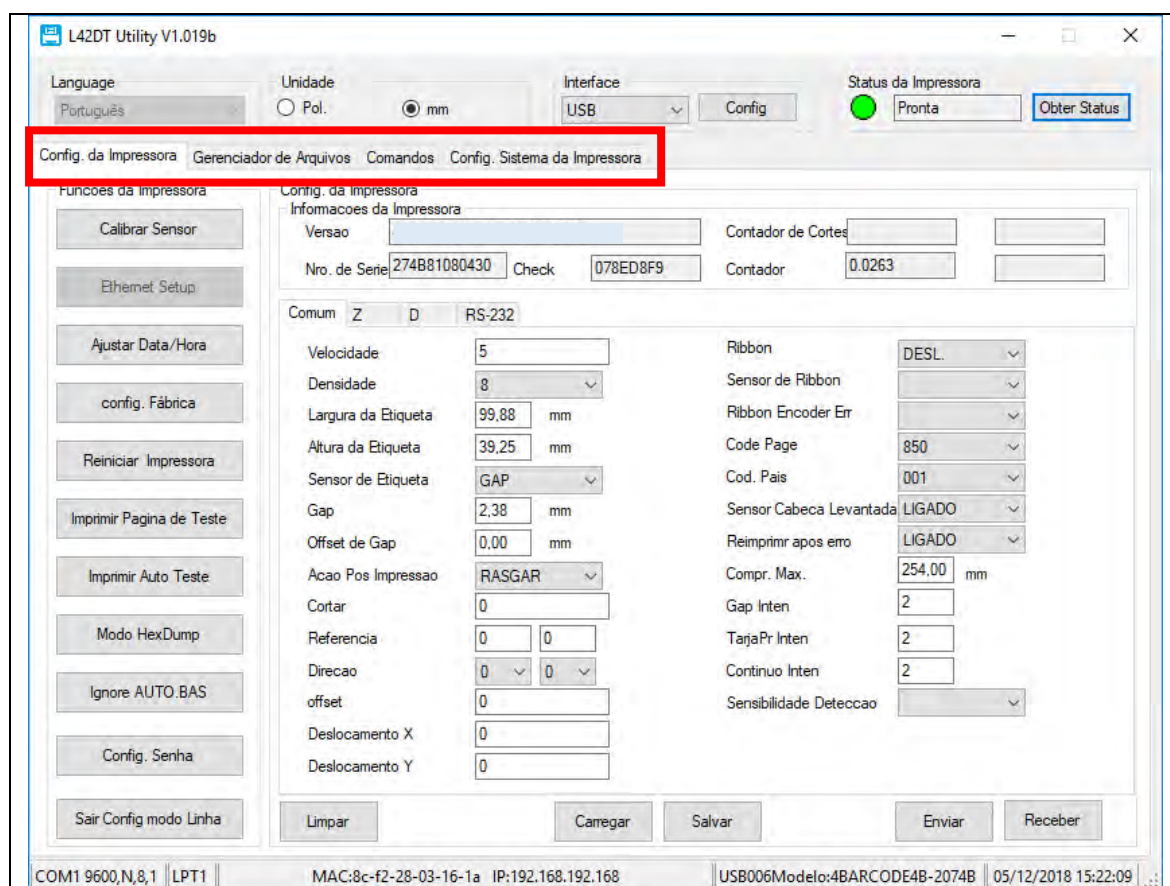 L42DT Utility V1.019b
Language Unidade Interface Status da Impressora
Português Pol. mm USB Config Pronta Obter Status
Config. da Impressora Gerenciador de Arquivos Comandos Config. Sistema da Impressora
Funcoes da Impressora
Calibrar Sensor
Ethernet Setup
Ajustar Data/Hora
config. Fábrica
Reiniciar Impressora
Imprimir Pagina de Teste
Imprimir Auto Teste
Modo HexDump
Ignore AUTO.BAS
Config. Senha
Sair Config modo Linha
Config. da Impressora
Informacoes da Impressora
Versao Contador de Cortes
Nro. de Serie 274B81080430 Check 078ED8F9 Contador 0.0263
Comum Z D RS-232
Velocidade 5
Densidade 8
Largura da Etiqueta 99,88 mm
Altura da Etiqueta 39,25 mm
Sensor de Etiqueta GAP
Gap 2,38 mm
Offset de Gap 0,00 mm
Acao Pos Impressao RASGAR
Cortar 0
Referencia 0 0
Direcao 0 0
offset 0
Deslocamento X 0
Deslocamento Y 0
Ribbon DESL.
Sensor de Ribbon
Ribbon Encoder Err
Code Page 850
Cod. Pais 001
Sensor Cabeca Levantada LIGADO
Reimprimr apos erro LIGADO
Compr. Max. 254,00 mm
Gap Inten 2
TarjaPr Inten 2
Continuo Inten 2
Sensibilidade Deteccao
Limpar Carregar Salvar Enviar Receber
COM1 9600,N,8,1 LPT1 MAC:8c-f2-28-03-16-1a IP:192.168.192.168 USB006Modelo:4BARCODE4B-2074B 05/12/2018 15:22:09